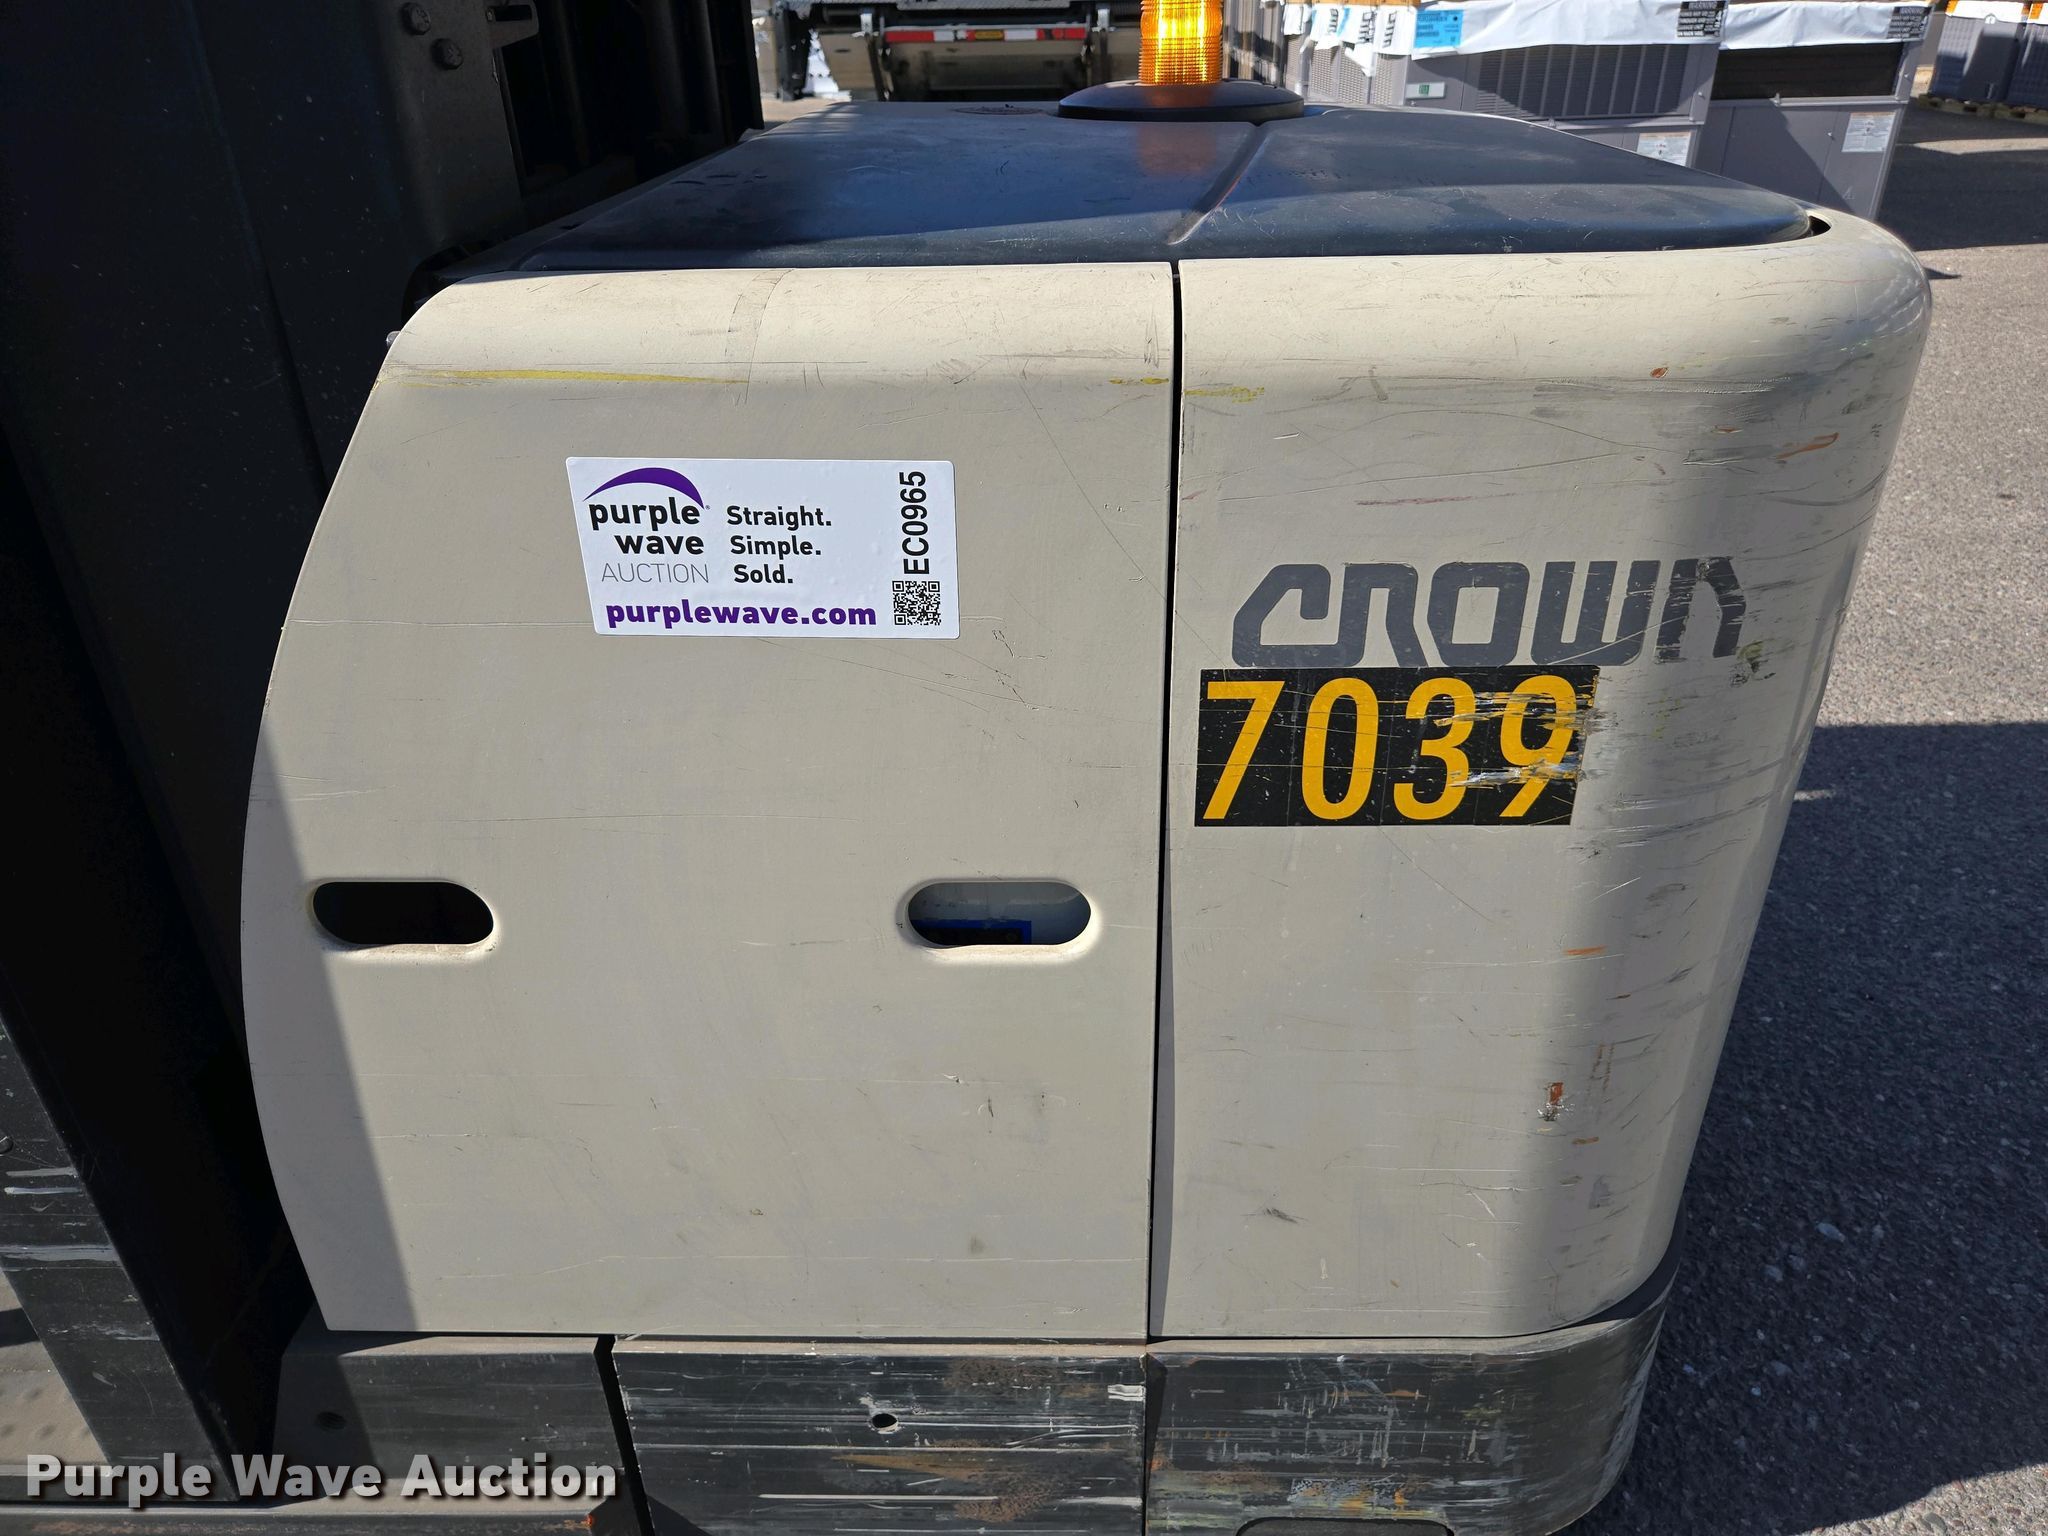 purple
wave
AUCTION
Straight.
Simple.
Sold.
purplewave.com
EC0965
CROWN
7039
Purple Wave Auction